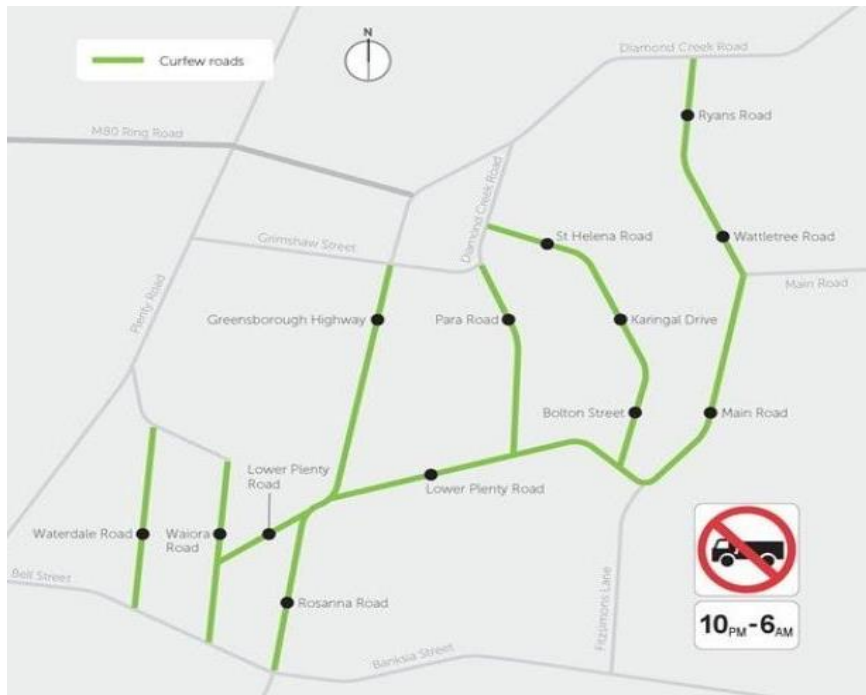 N
Curfew roads
Diamond Creek Road
M80 Ring Road
Ryans Road
Diamond Creek Road
Grimshaw Street
St Helena Road
Wattletree Road
Plenty Road
Main Road
Greensborough Highway
Para Road
Karingal Drive
Bolton Street
Main Road
Lower Plenty
Road
Lower Plenty Road
Waterdale Road
Waiora
Road
Bell Street
Rosanna Road
Fitzsimons Lane
Banksia Street
10PM-6AM